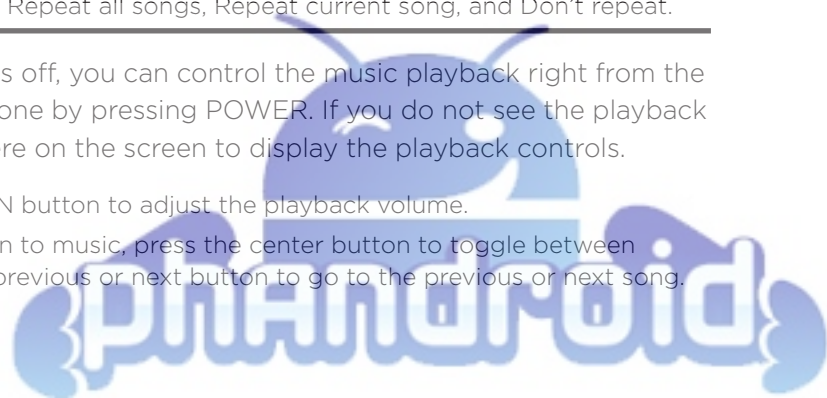 Repeat all songs, Repeat current song, and Don't repeat.
s off, you can control the music playback right from the
one by pressing POWER. If you do not see the playback
ere on the screen to display the playback controls.
N button to adjust the playback volume.
n to music, press the center button to toggle between
previous or next button to go to the previous or next song.
phandroid